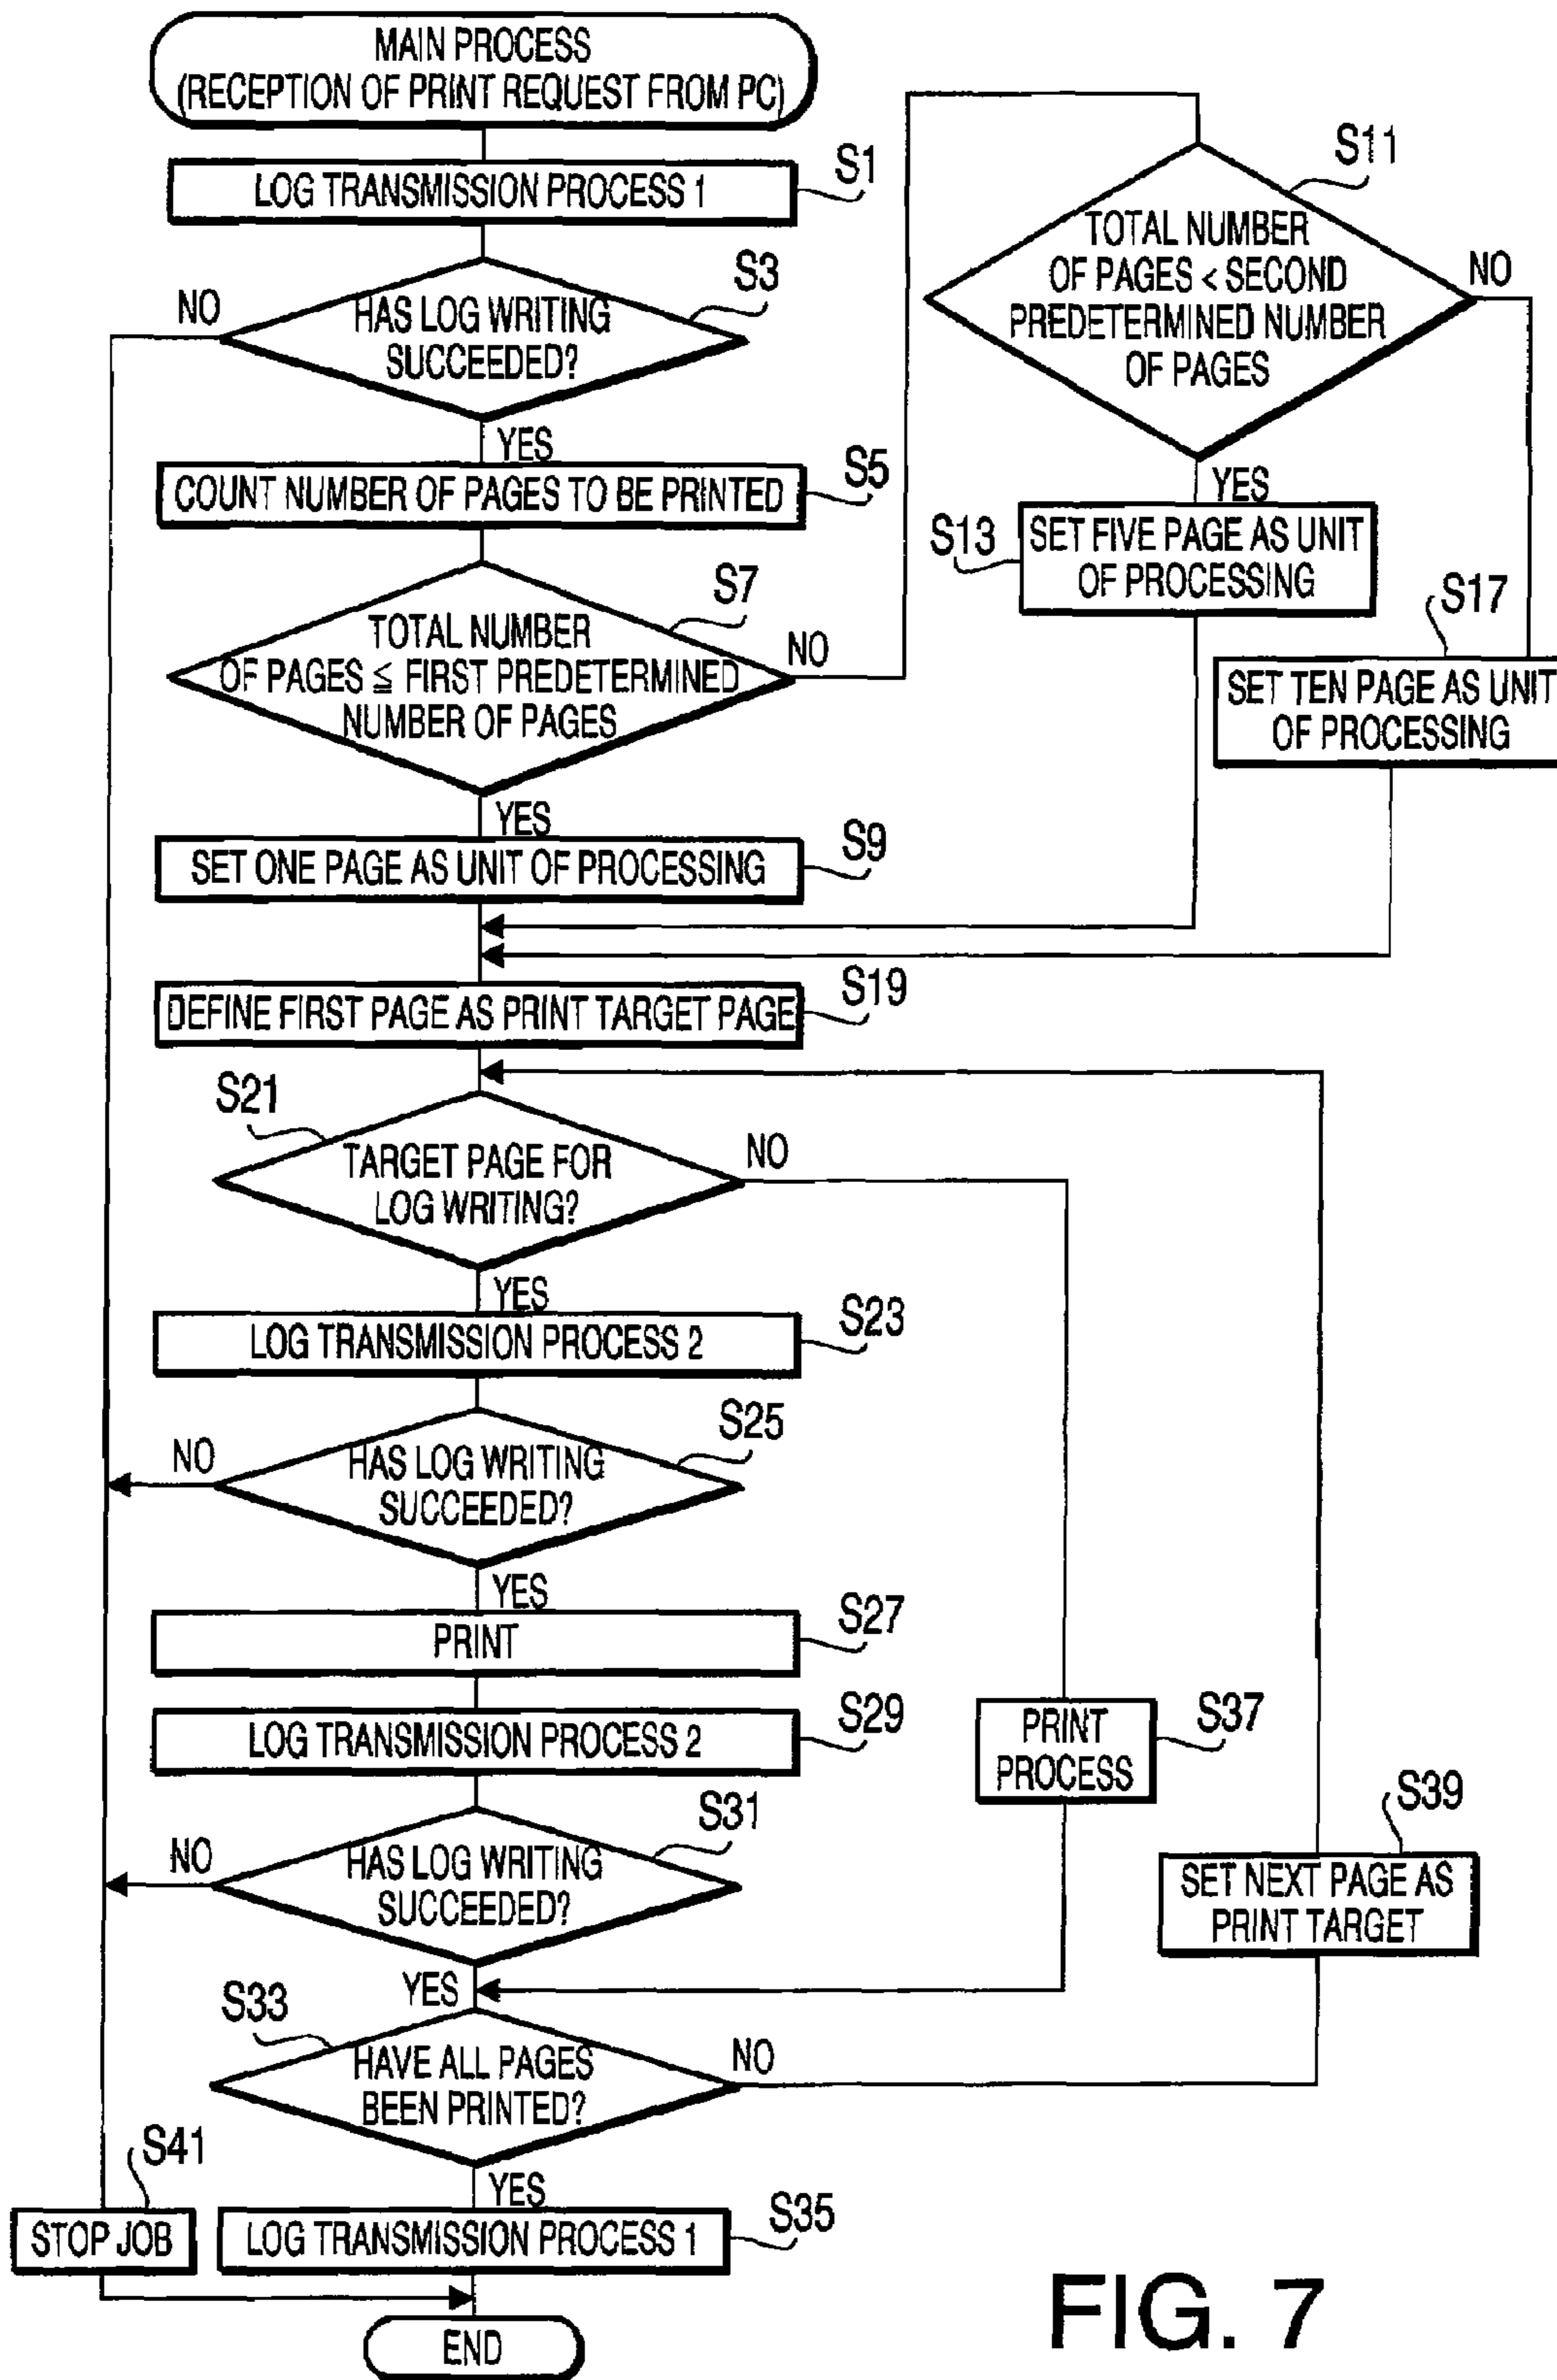 MAIN PROCESS
(RECEPTION OF PRINT REQUEST FROM PC)
LOG TRANSMISSION PROCESS 1
S1
HAS LOG WRITING
SUCCEEDED?
S3
NO
YES
COUNT NUMBER OF PAGES TO BE PRINTED
S5
TOTAL NUMBER
OF PAGES ≦ FIRST PREDETERMINED
NUMBER OF PAGES
S7
NO
YES
SET ONE PAGE AS UNIT OF PROCESSING
S9
TOTAL NUMBER
OF PAGES < SECOND
PREDETERMINED NUMBER
OF PAGES
S11
NO
YES
S13
SET FIVE PAGE AS UNIT
OF PROCESSING
S17
SET TEN PAGE AS UNIT
OF PROCESSING
DEFINE FIRST PAGE AS PRINT TARGET PAGE
S19
S21
TARGET PAGE FOR
LOG WRITING?
NO
YES
LOG TRANSMISSION PROCESS 2
S23
HAS LOG WRITING
SUCCEEDED?
S25
NO
YES
PRINT
S27
LOG TRANSMISSION PROCESS 2
S29
HAS LOG WRITING
SUCCEEDED?
S31
NO
YES
PRINT
PROCESS
S37
SET NEXT PAGE AS
PRINT TARGET
S39
S33
HAVE ALL PAGES
BEEN PRINTED?
NO
YES
S41
STOP JOB
LOG TRANSMISSION PROCESS 1
S35
END
FIG. 7